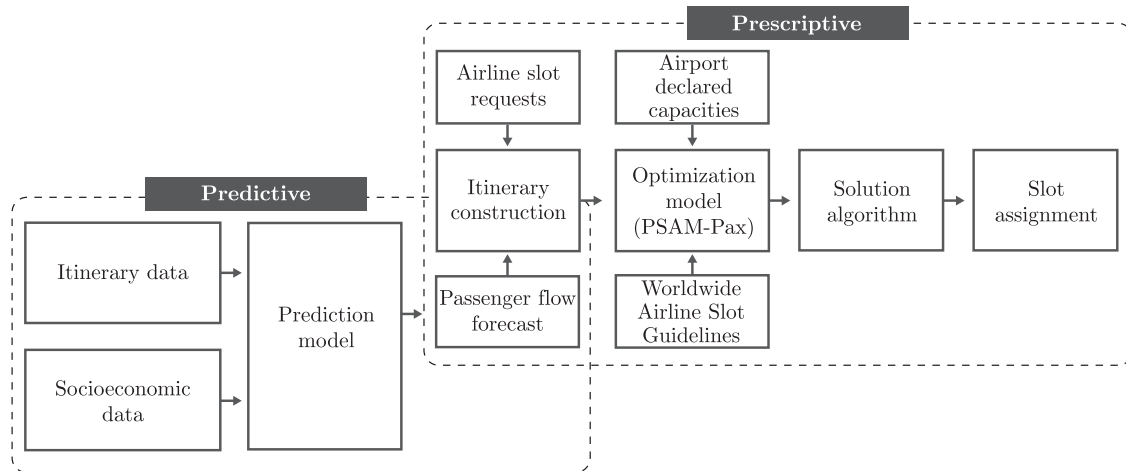 Prescriptive
Airline slot
requests
Airport
declared
capacities
Predictive
Itinerary
construction
Optimization
model
(PSAM-Pax)
Solution
algorithm
Slot
assignment
Itinerary data
Prediction
model
Passenger flow
forecast
Worldwide
Airline Slot
Guidelines
Socioeconomic
data